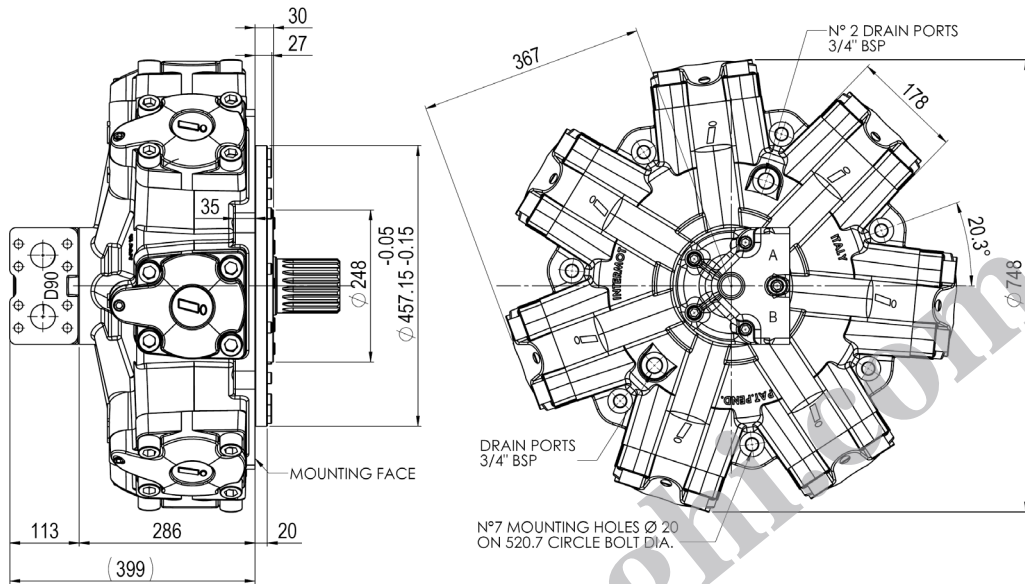 30
27
35
D90
⌀248
-0.05
⌀457.15-0.15
MOUNTING FACE
113
286
20
(399)
367
N° 2 DRAIN PORTS
3/4" BSP
178
20.3°
⌀748
INTERMOT
ITALY
A
B
PAT.PEND.
DRAIN PORTS
3/4" BSP
N°7 MOUNTING HOLES Ø 20
ON 520.7 CIRCLE BOLT DIA.